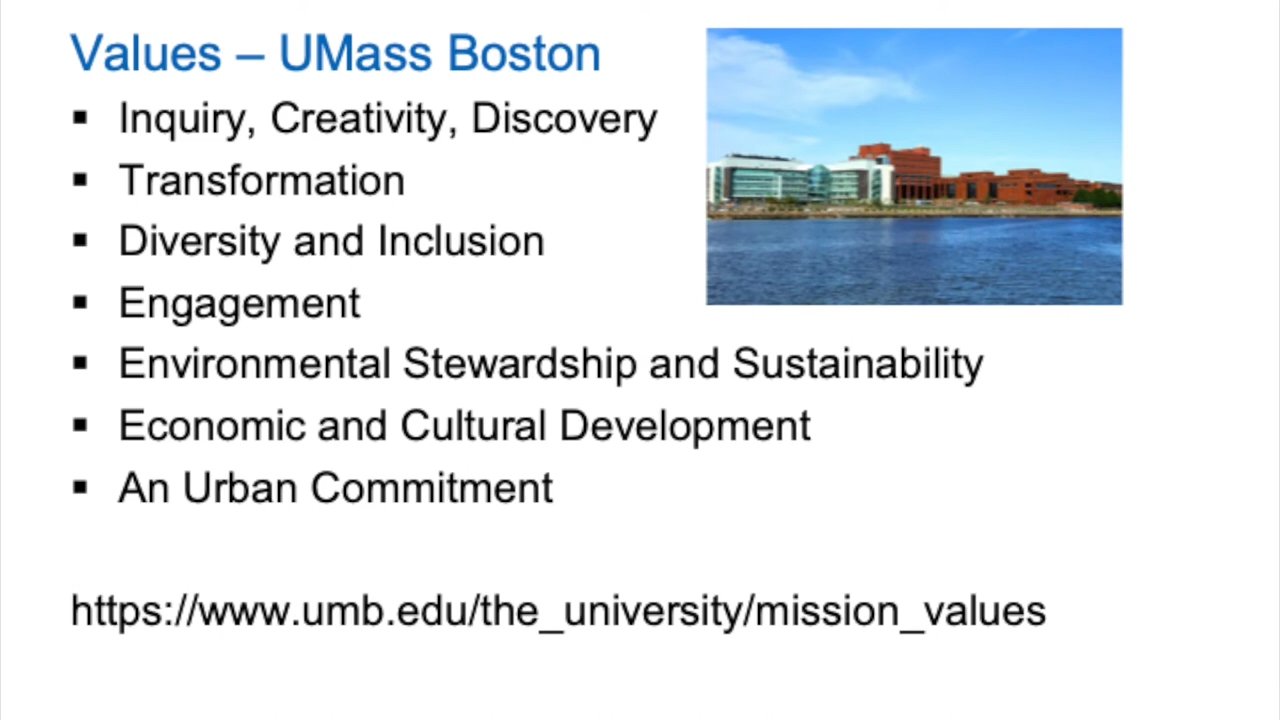 Values – UMass Boston
▪ Inquiry, Creativity, Discovery
▪ Transformation
▪ Diversity and Inclusion
▪ Engagement
▪ Environmental Stewardship and Sustainability
▪ Economic and Cultural Development
▪ An Urban Commitment
https://www.umb.edu/the_university/mission_values